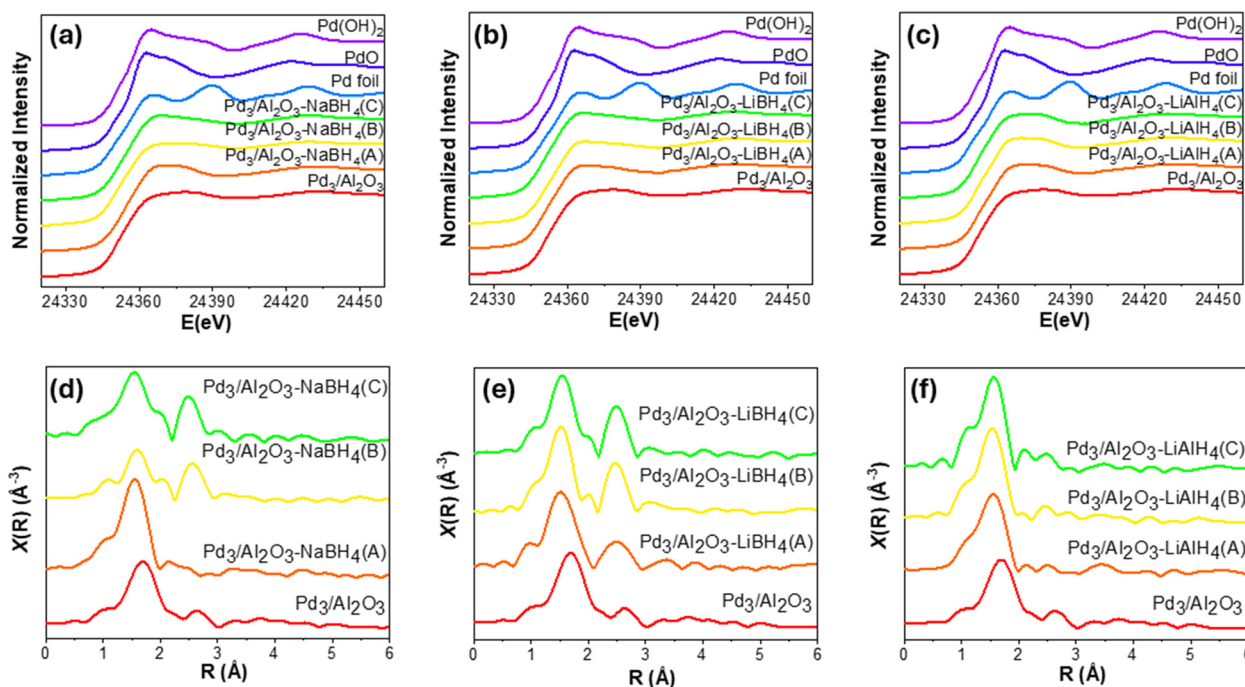 (a)
Pd(OH)₂
PdO
Pd foil
Pd₃/Al₂O₃-NaBH₄(C)
Pd₃/Al₂O₃-NaBH₄(B)
Pd₃/Al₂O₃-NaBH₄(A)
Pd₃/Al₂O₃
Normalized Intensity
24330 24360 24390 24420 24450
E(eV)
(b)
Pd(OH)₂
PdO
Pd foil
Pd₃/Al₂O₃-LiBH₄(C)
Pd₃/Al₂O₃-LiBH₄(B)
Pd₃/Al₂O₃-LiBH₄(A)
Pd₃/Al₂O₃
Normalized Intensity
24330 24360 24390 24420 24450
E(eV)
(c)
Pd(OH)₂
PdO
Pd foil
Pd₃/Al₂O₃-LiAlH₄(C)
Pd₃/Al₂O₃-LiAlH₄(B)
Pd₃/Al₂O₃-LiAlH₄(A)
Pd₃/Al₂O₃
Normalized Intensity
24330 24360 24390 24420 24450
E(eV)
(d)
Pd₃/Al₂O₃-NaBH₄(C)
Pd₃/Al₂O₃-NaBH₄(B)
Pd₃/Al₂O₃-NaBH₄(A)
Pd₃/Al₂O₃
X(R) (Å⁻³)
0 1 2 3 4 5 6
R (Å)
(e)
Pd₃/Al₂O₃-LiBH₄(C)
Pd₃/Al₂O₃-LiBH₄(B)
Pd₃/Al₂O₃-LiBH₄(A)
Pd₃/Al₂O₃
X(R) (Å⁻³)
0 1 2 3 4 5 6
R (Å)
(f)
Pd₃/Al₂O₃-LiAlH₄(C)
Pd₃/Al₂O₃-LiAlH₄(B)
Pd₃/Al₂O₃-LiAlH₄(A)
Pd₃/Al₂O₃
X(R) (Å⁻³)
0 1 2 3 4 5 6
R (Å)